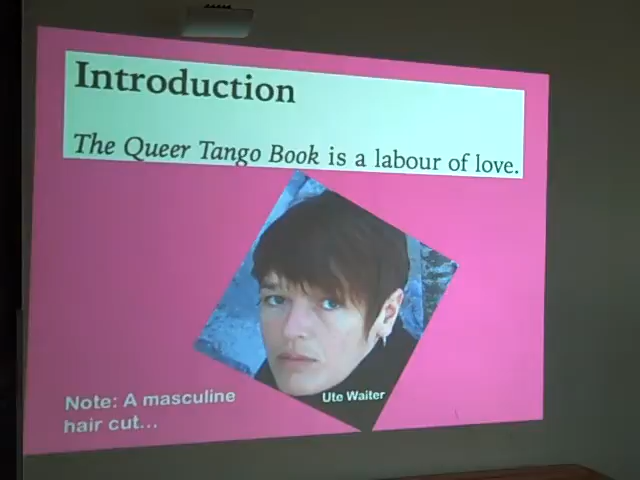 Introduction
The Queer Tango Book is a labour of love.
Ute Walter
Note: A masculine
hair cut...